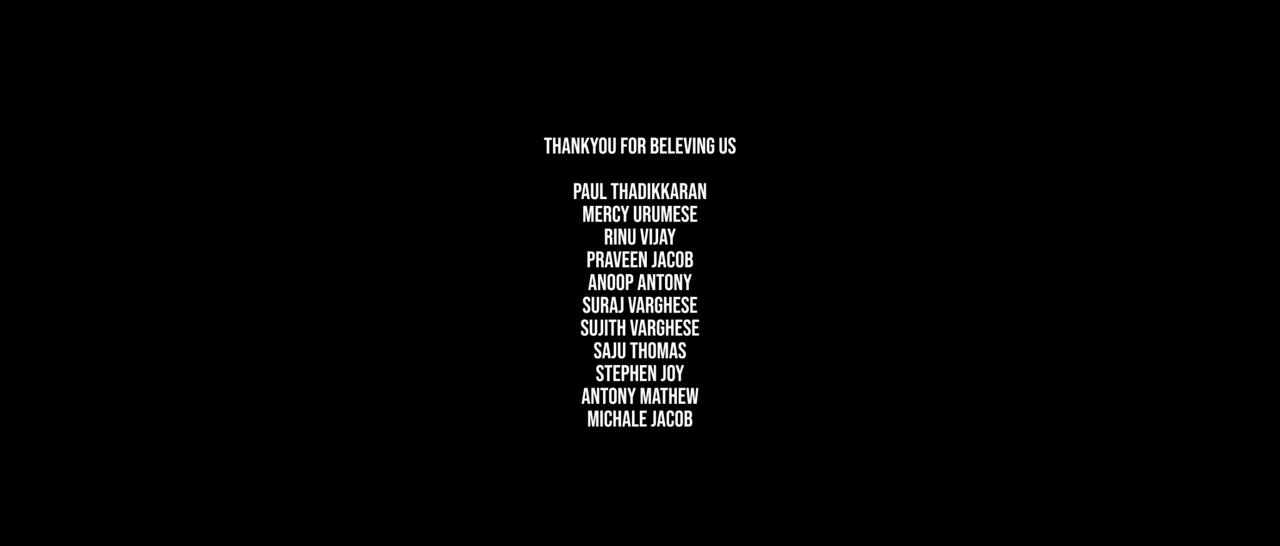 THANKYOU FOR BELEVING US
PAUL THADIKKARAN
MERCY URUMESE
RINU VIJAY
PRAVEEN JACOB
ANOOP ANTONY
SURAJ VARGHESE
SUJITH VARGHESE
SAJU THOMAS
STEPHEN JOY
ANTONY MATHEW
MICHALE JACOB